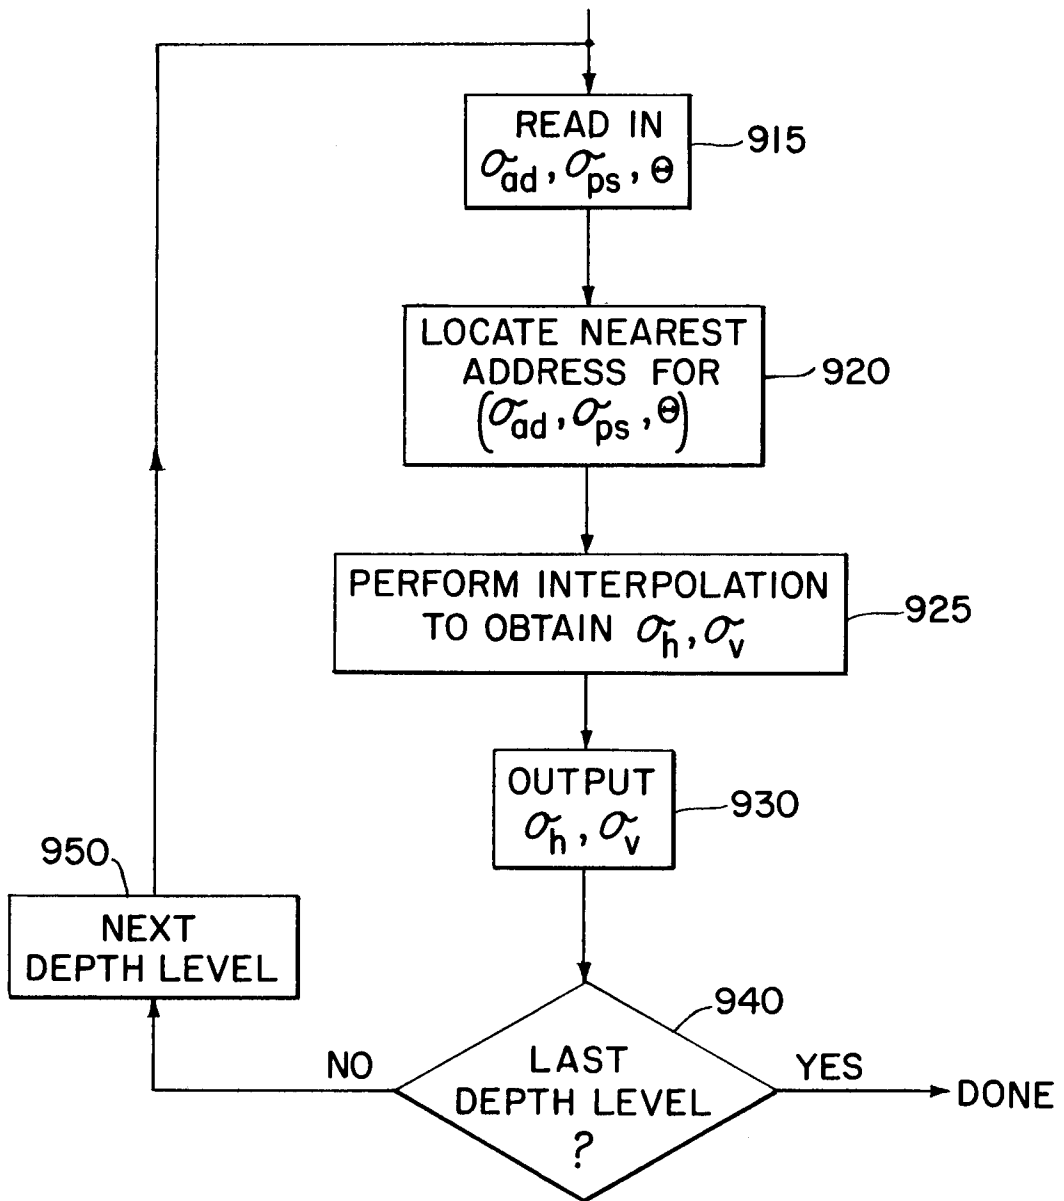 READ IN
σad, σps, Θ
915
LOCATE NEAREST
ADDRESS FOR
(σad, σps, Θ)
920
PERFORM INTERPOLATION
TO OBTAIN σh, σv
925
OUTPUT
σh, σv
930
950
NEXT
DEPTH LEVEL
940
LAST
DEPTH LEVEL
?
NO
YES
DONE